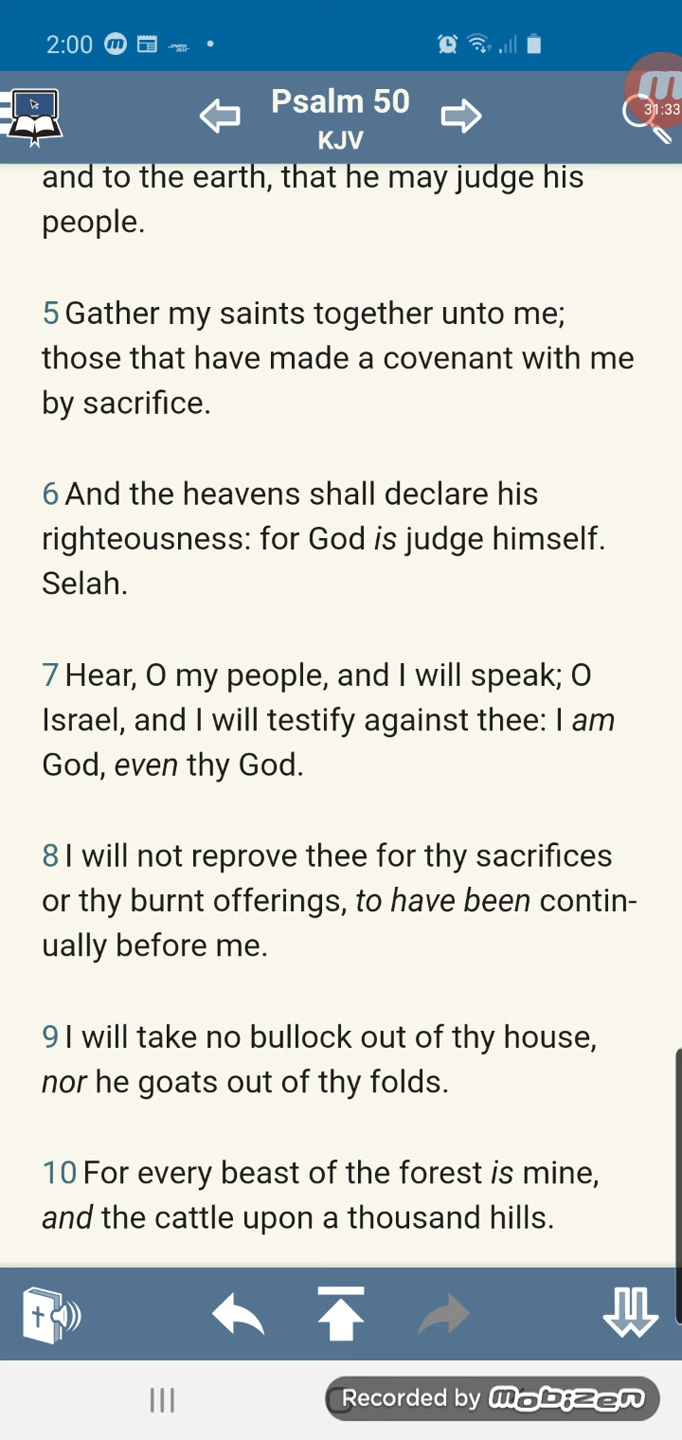 2:00
Psalm 50
KJV
31:33
and to the earth, that he may judge his
people.
5 Gather my saints together unto me;
those that have made a covenant with me
by sacrifice.
6 And the heavens shall declare his
righteousness: for God is judge himself.
Selah.
7 Hear, O my people, and I will speak; O
Israel, and I will testify against thee: I am
God, even thy God.
8 I will not reprove thee for thy sacrifices
or thy burnt offerings, to have been contin-
ually before me.
9 I will take no bullock out of thy house,
nor he goats out of thy folds.
10 For every beast of the forest is mine,
and the cattle upon a thousand hills.
Recorded by mobizen